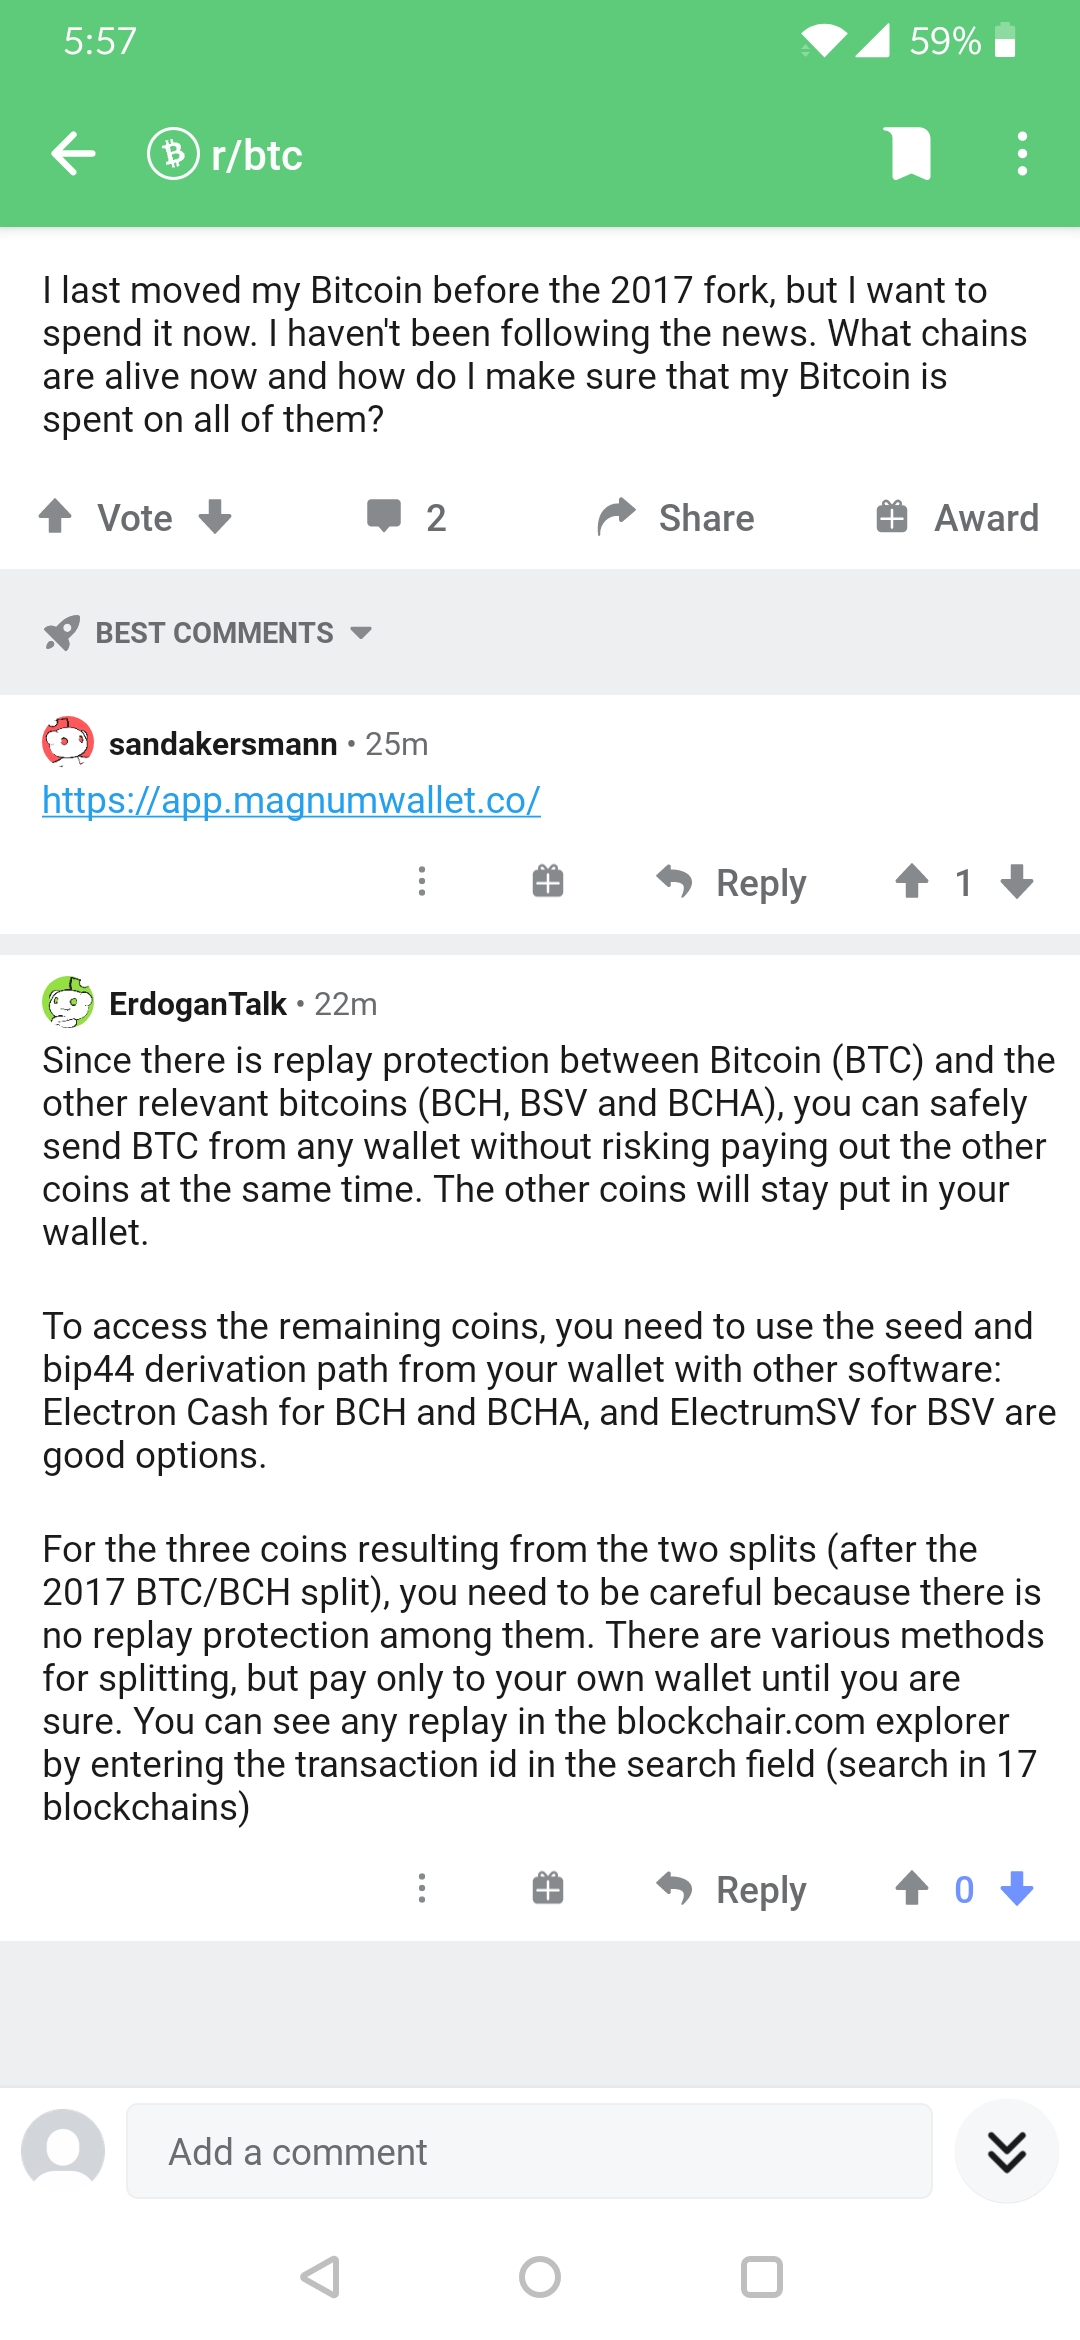 5:57
59%
r/btc
I last moved my Bitcoin before the 2017 fork, but I want to
spend it now. I haven't been following the news. What chains
are alive now and how do I make sure that my Bitcoin is
spent on all of them?
Vote
2
Share
Award
BEST COMMENTS
sandakersmann • 25m
https://app.magnumwallet.co/
Reply
1
ErdoganTalk • 22m
Since there is replay protection between Bitcoin (BTC) and the
other relevant bitcoins (BCH, BSV and BCHA), you can safely
send BTC from any wallet without risking paying out the other
coins at the same time. The other coins will stay put in your
wallet.
To access the remaining coins, you need to use the seed and
bip44 derivation path from your wallet with other software:
Electron Cash for BCH and BCHA, and ElectrumSV for BSV are
good options.
For the three coins resulting from the two splits (after the
2017 BTC/BCH split), you need to be careful because there is
no replay protection among them. There are various methods
for splitting, but pay only to your own wallet until you are
sure. You can see any replay in the blockchair.com explorer
by entering the transaction id in the search field (search in 17
blockchains)
Reply
0
Add a comment